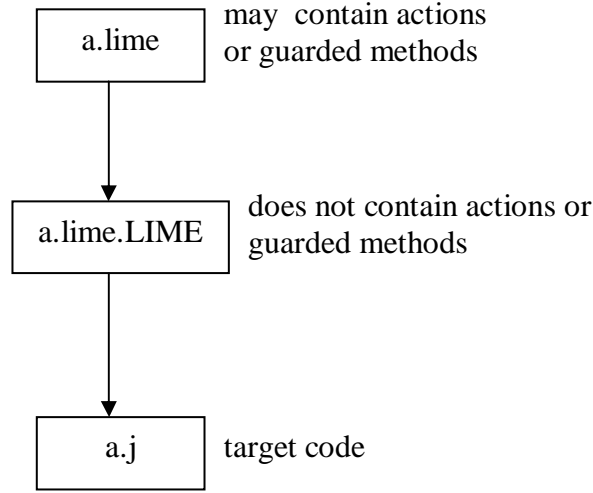 a.lime
may contain actions
or guarded methods
a.lime.LIME
does not contain actions or
guarded methods
a.j
target code